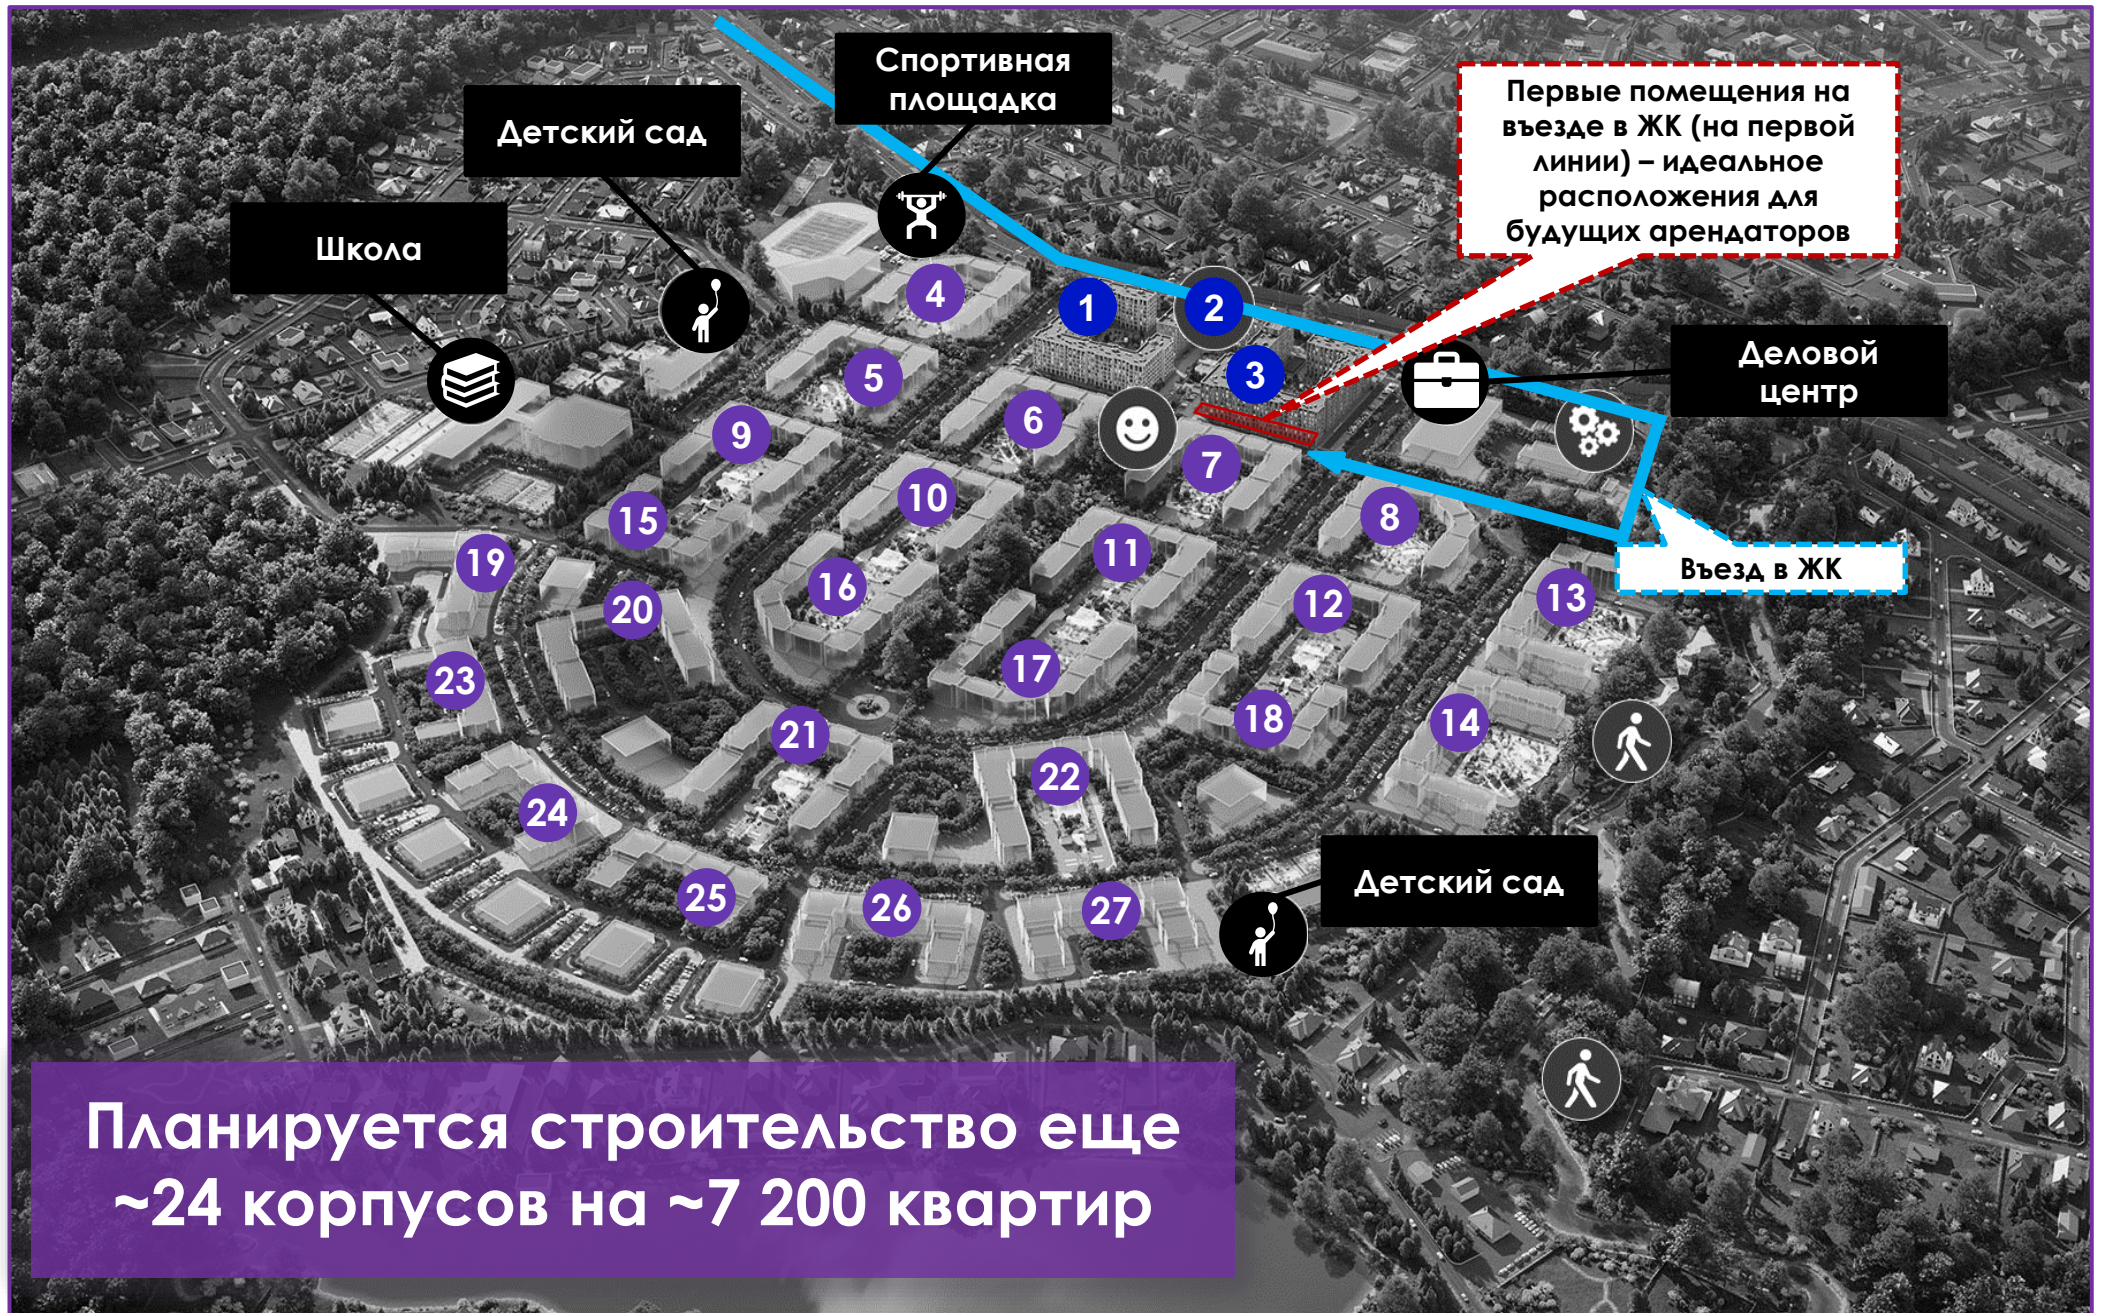 Спортивная
площадка
Первые помещения на
въезде в ЖК (на первой
линии) – идеальное
расположения для
будущих арендаторов
Детский сад
Школа
4
1
2
Деловой
центр
5
3
6
9
7
10
8
15
11
19
16
Въезд в ЖК
20
12
13
17
23
18
14
21
22
24
25
26
27
Детский сад
Планируется строительство еще
~24 корпусов на ~7 200 квартир